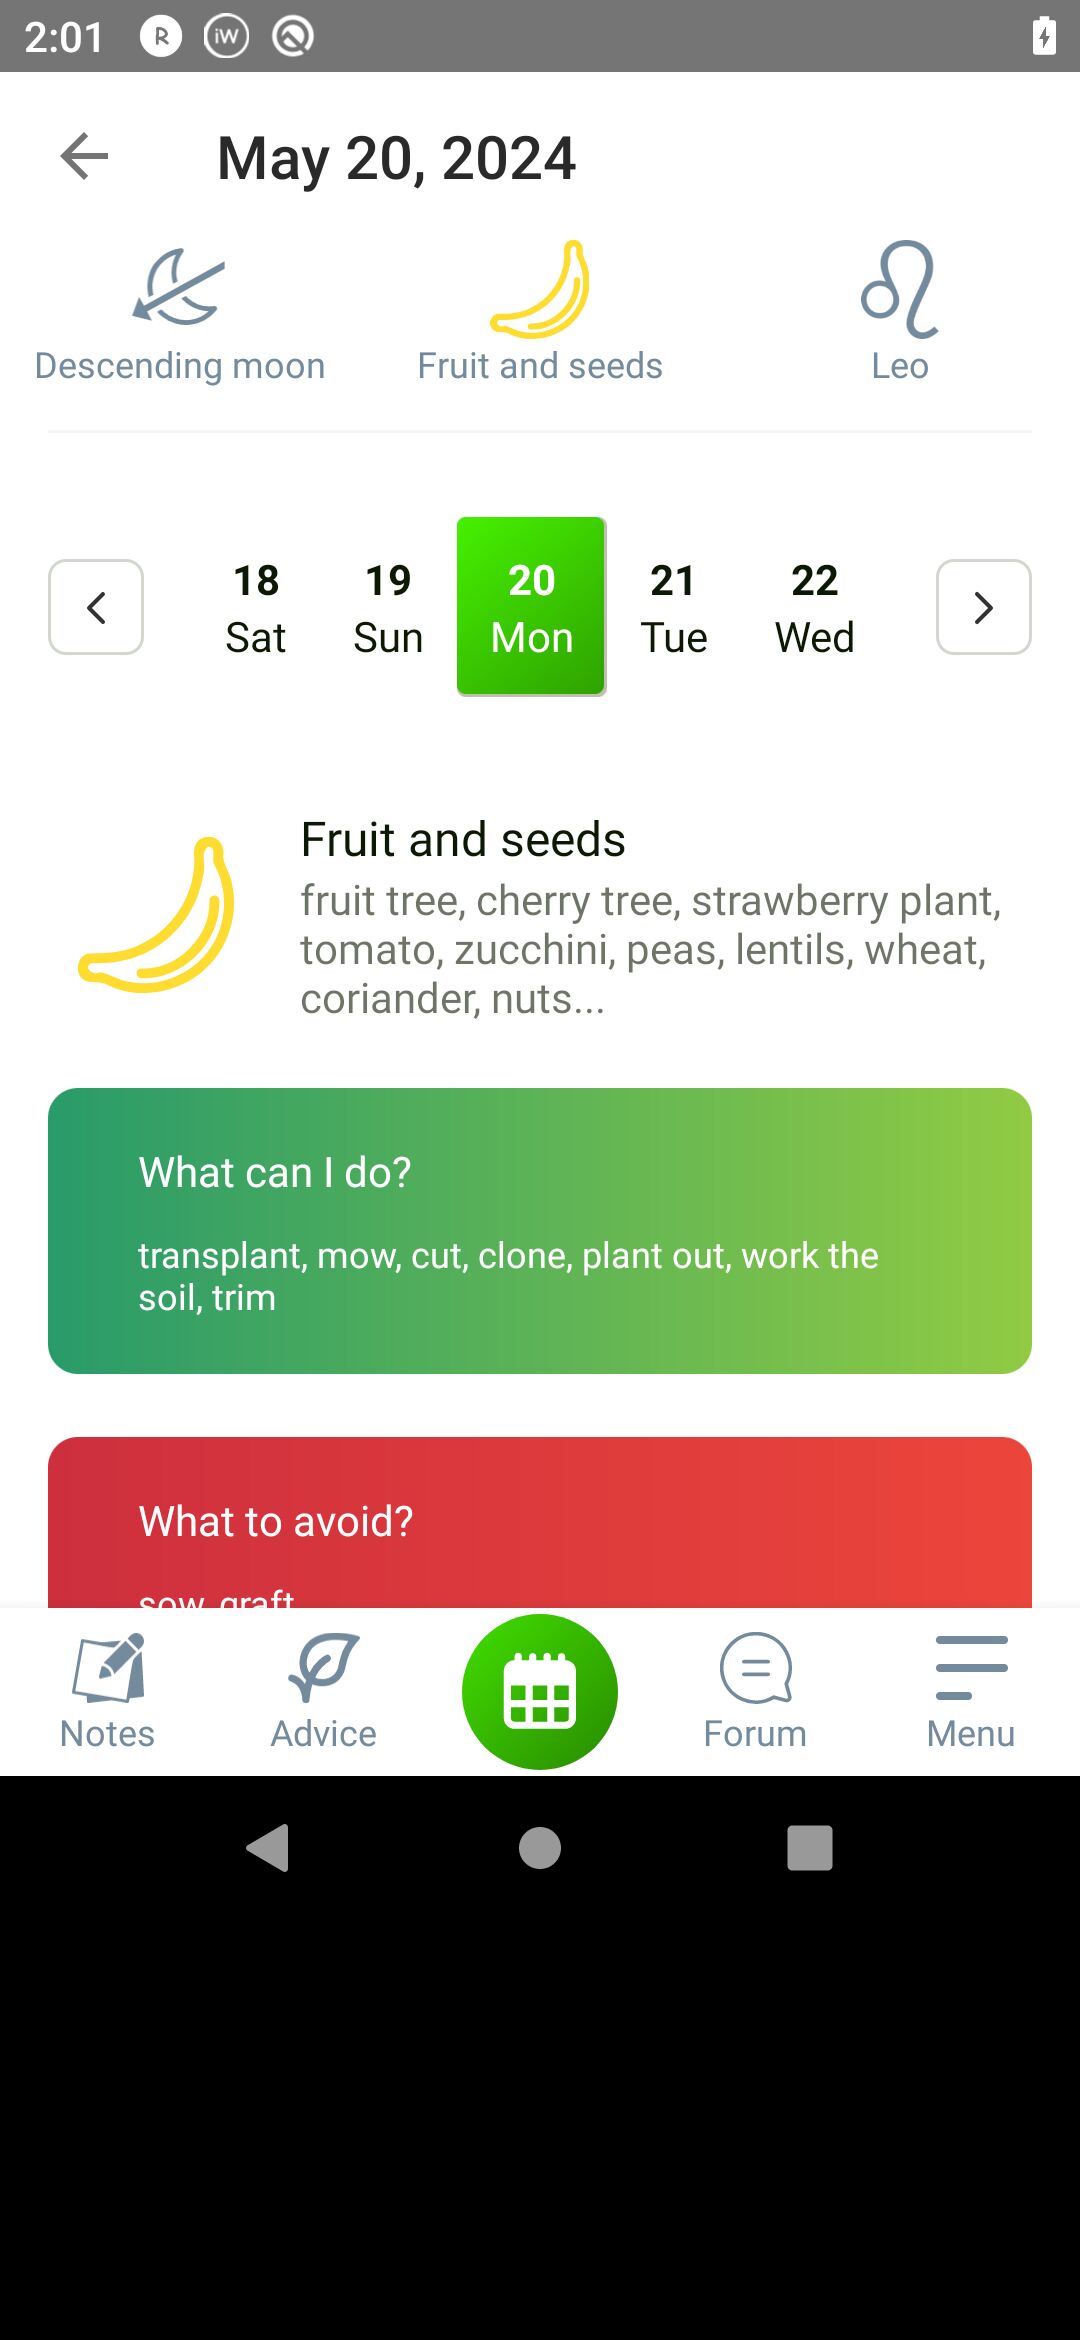 2:01
R iW
May 20, 2024
Descending moon Fruit and seeds Leo
18 19 20 21 22
Sat Sun Mon Tue Wed
Fruit and seeds
fruit tree, cherry tree, strawberry plant,
tomato, zucchini, peas, lentils, wheat,
coriander, nuts...
What can I do?
transplant, mow, cut, clone, plant out, work the
soil, trim
What to avoid?
sow, graft
Notes Advice Forum Menu